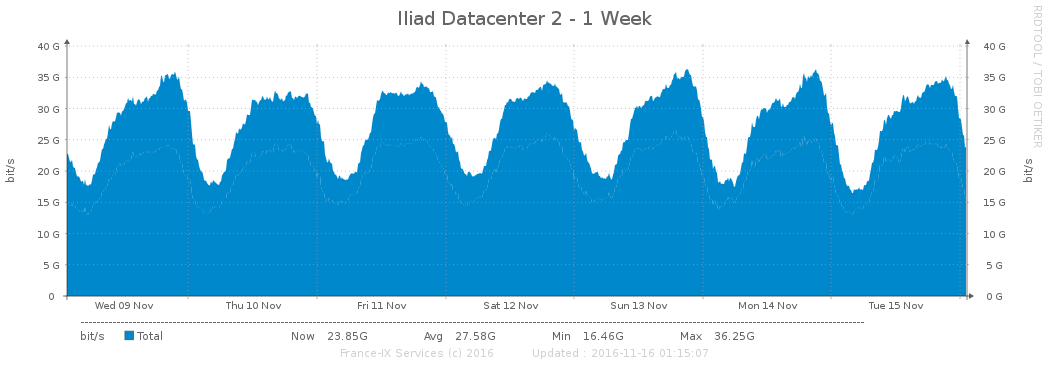 Iliad Datacenter 2 - 1 Week
RRDTOOL / TOBI OETIKER
40 G 40 G
35 G 35 G
30 G 30 G
25 G 25 G
20 G 20 G
15 G 15 G
10 G 10 G
5 G 5 G
0 0 G
bit/s bit/s
Wed 09 Nov Thu 10 Nov Fri 11 Nov Sat 12 Nov Sun 13 Nov Mon 14 Nov Tue 15 Nov
bit/s Total Now 23.85G Avg 27.58G Min 16.46G Max 36.25G
France-IX Services (c) 2016 Updated : 2016-11-16 01:15:07